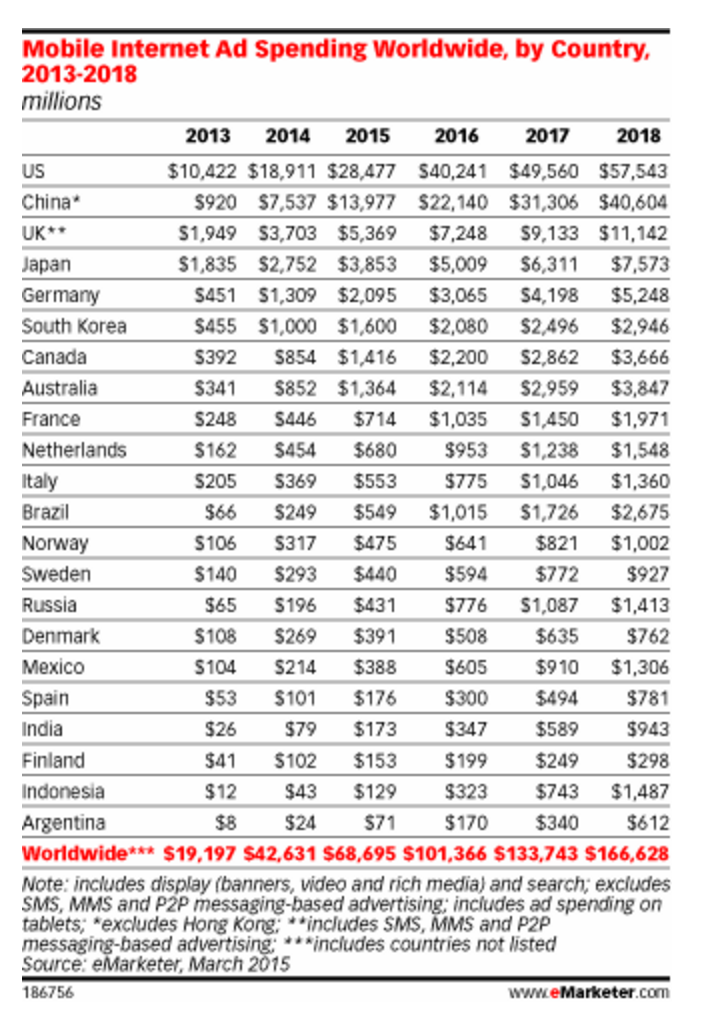 Mobile Internet Ad Spending Worldwide, by Country,
2013-2018
millions
2013 2014 2015 2016 2017 2018
US $10,422 $18,911 $28,477 $40,241 $49,560 $57,543
China* $920 $7,537 $13,977 $22,140 $31,306 $40,604
UK** $1,949 $3,703 $5,369 $7,248 $9,133 $11,142
Japan $1,835 $2,752 $3,853 $5,009 $6,311 $7,573
Germany $451 $1,309 $2,095 $3,065 $4,198 $5,248
South Korea $455 $1,000 $1,600 $2,080 $2,496 $2,946
Canada $392 $854 $1,416 $2,200 $2,862 $3,666
Australia $341 $852 $1,364 $2,114 $2,959 $3,847
France $248 $446 $714 $1,035 $1,450 $1,971
Netherlands $162 $454 $680 $953 $1,238 $1,548
Italy $205 $369 $553 $775 $1,046 $1,360
Brazil $66 $249 $549 $1,015 $1,726 $2,675
Norway $106 $317 $475 $641 $821 $1,002
Sweden $140 $293 $440 $594 $772 $927
Russia $65 $196 $431 $776 $1,087 $1,413
Denmark $108 $269 $391 $508 $635 $762
Mexico $104 $214 $388 $605 $910 $1,306
Spain $53 $101 $176 $300 $494 $781
India $26 $79 $173 $347 $589 $943
Finland $41 $102 $153 $199 $249 $298
Indonesia $12 $43 $129 $323 $743 $1,487
Argentina $8 $24 $71 $170 $340 $612
Worldwide*** $19,197 $42,631 $68,695 $101,366 $133,743 $166,628
Note: includes display (banners, video and rich media) and search; excludes
SMS, MMS and P2P messaging-based advertising; includes ad spending on
tablets; *excludes Hong Kong; **includes SMS, MMS and P2P
messaging-based advertising; ***includes countries not listed
Source: eMarketer, March 2015
186756 www.eMarketer.com